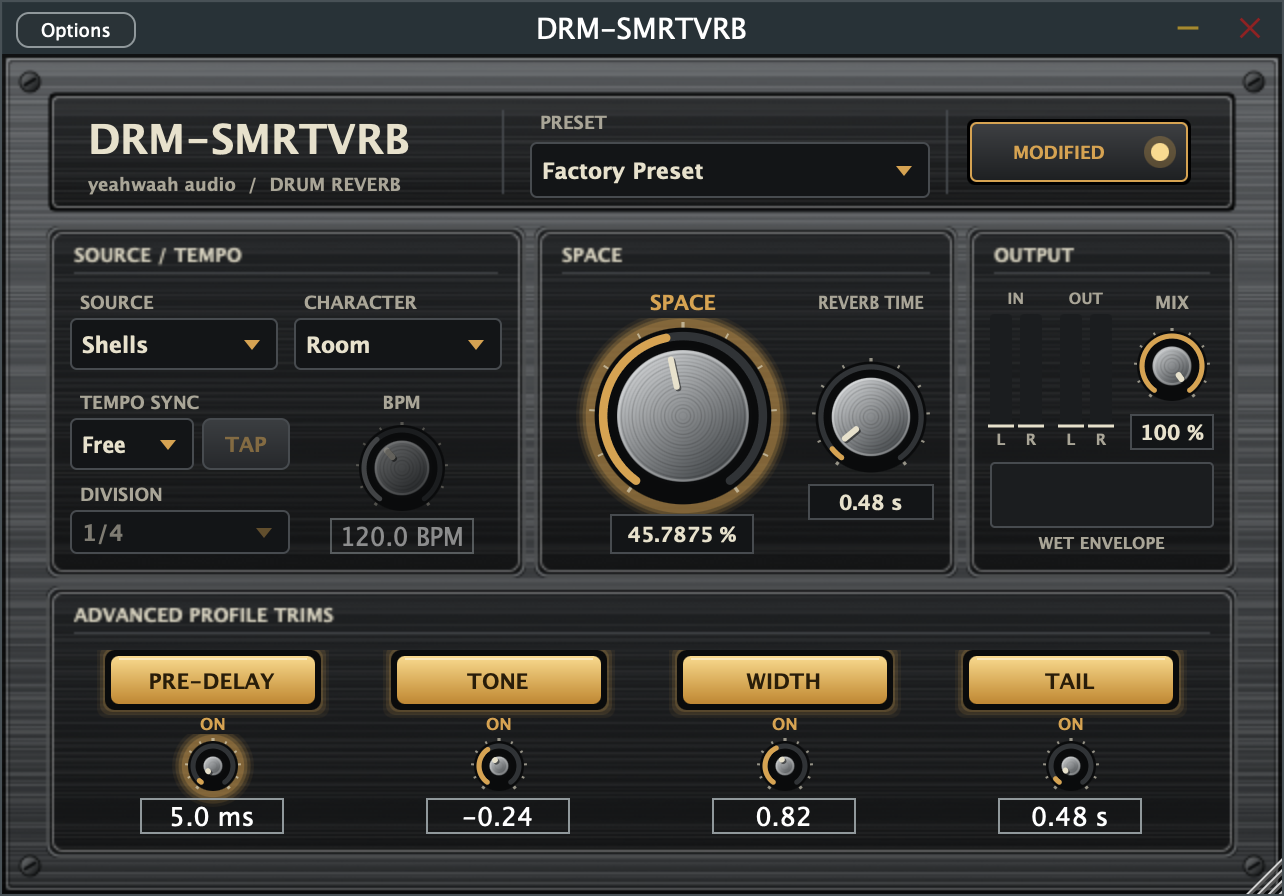 Options
DRM-SMRTVRB
DRM-SMRTVRB
yeahwaah audio / DRUM REVERB
PRESET
Factory Preset
MODIFIED
SOURCE / TEMPO
SOURCE
CHARACTER
Shells
Room
TEMPO SYNC
BPM
Free
TAP
DIVISION
1/4
120.0 BPM
SPACE
SPACE
REVERB TIME
45.7875 %
0.48 s
OUTPUT
IN
OUT
MIX
L R L R
100 %
WET ENVELOPE
ADVANCED PROFILE TRIMS
PRE-DELAY
TONE
WIDTH
TAIL
ON
ON
ON
ON
5.0 ms
-0.24
0.82
0.48 s